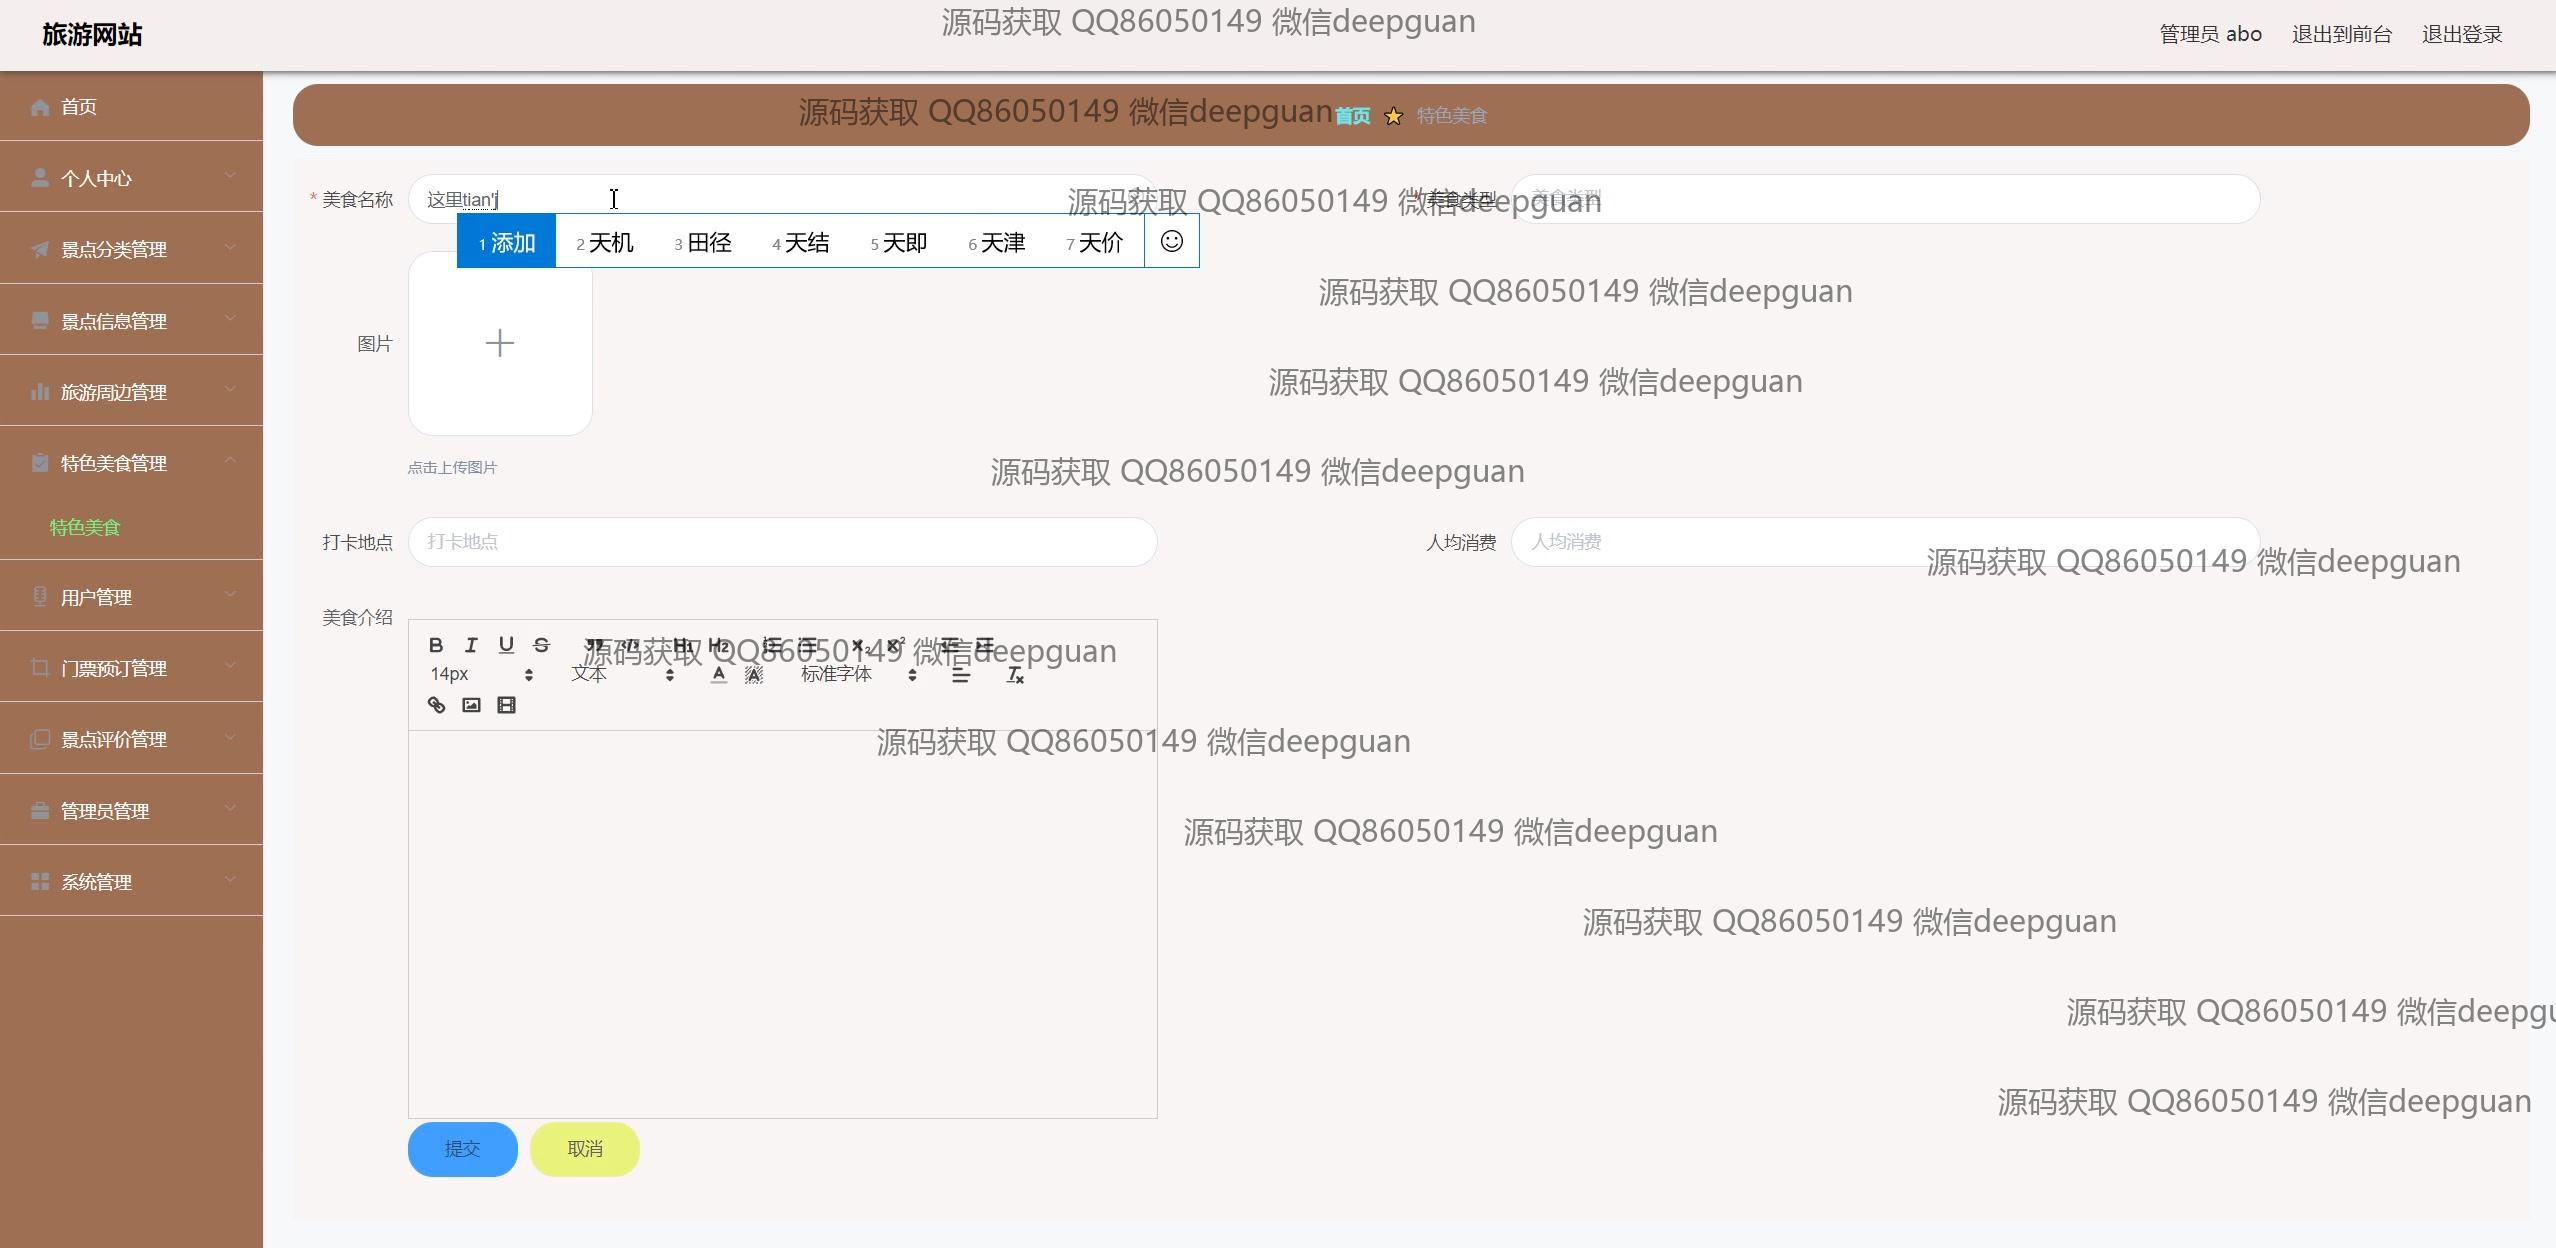 源码获取 QQ86050149 微信deepguan
旅游网站
管理员 abo 退出到前台 退出登录
首页
源码获取 QQ86050149 微信deepguan
首页 特色美食
个人中心
* 美食名称 这里tian'j
源码获取 QQ86050149 微信deepguan
* 美食类型 美食类型
1 添加 2 天机 3 田径 4 天结 5 天即 6 天津 7 天价
景点分类管理
源码获取 QQ86050149 微信deepguan
景点信息管理
图片
源码获取 QQ86050149 微信deepguan
旅游周边管理
特色美食管理
点击上传图片
源码获取 QQ86050149 微信deepguan
特色美食
打卡地点 打卡地点
人均消费 人均消费
源码获取 QQ86050149 微信deepguan
用户管理
美食介绍
B I U S H1 H2
源码获取 QQ86050149 微信deepguan
14px 文本 A A 标准字体
门票预订管理
景点评价管理
源码获取 QQ86050149 微信deepguan
管理员管理
源码获取 QQ86050149 微信deepguan
系统管理
源码获取 QQ86050149 微信deepguan
源码获取 QQ86050149 微信deepgu
源码获取 QQ86050149 微信deepguan
提交 取消